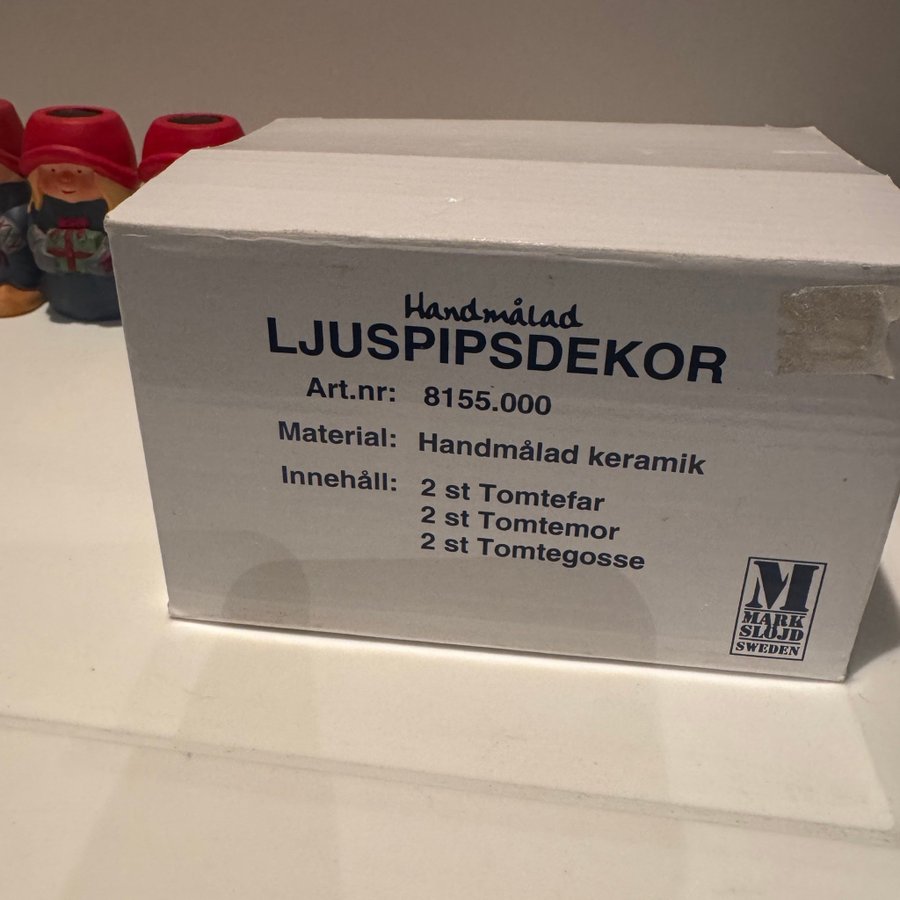 Handmålad
LJUSPIPSDEKOR
Art.nr: 8155.000
Material: Handmålad keramik
Innehåll: 2 st Tomtefar
2 st Tomtemor
2 st Tomtegosse
M
MARK
SLÖJD
SWEDEN